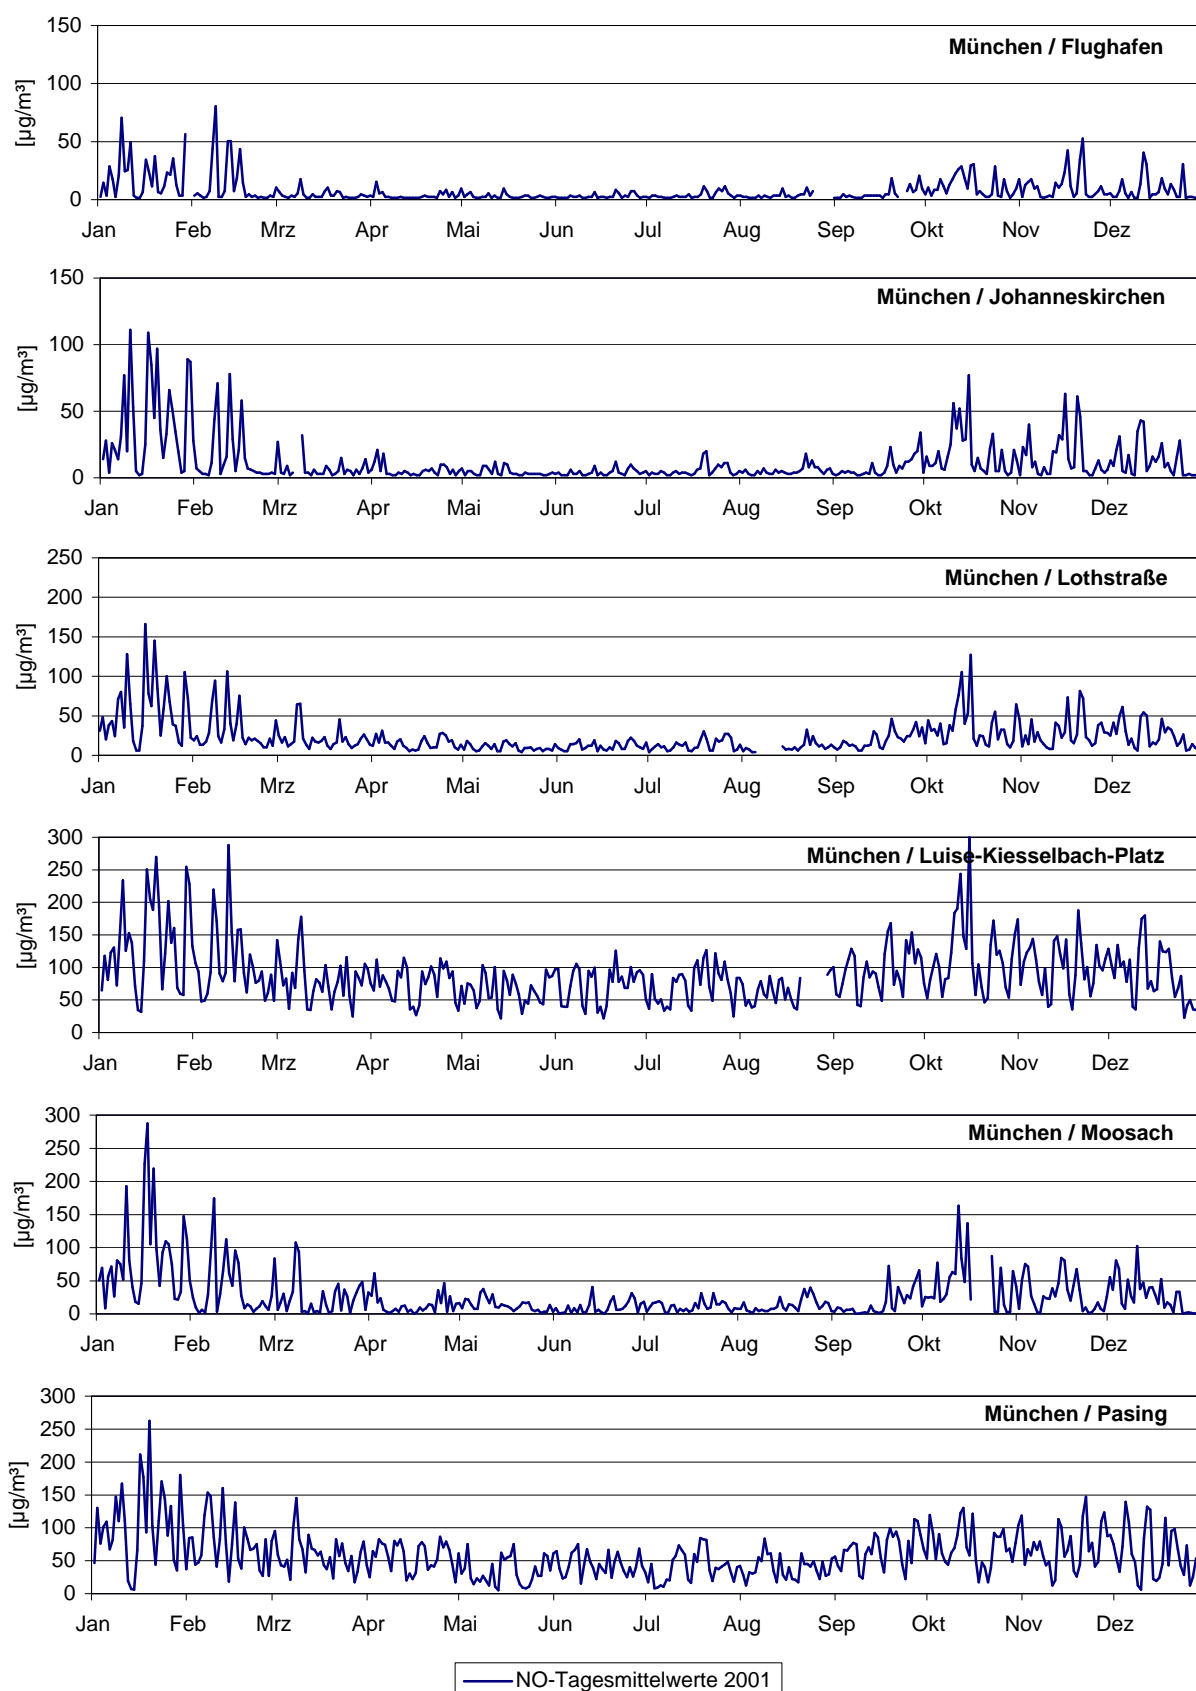 München / Flughafen
[µg/m³]
150
100
50
0
Jan Feb Mrz Apr Mai Jun Jul Aug Sep Okt Nov Dez
München / Johanneskirchen
[µg/m³]
150
100
50
0
Jan Feb Mrz Apr Mai Jun Jul Aug Sep Okt Nov Dez
München / Lothstraße
[µg/m³]
250
200
150
100
50
0
Jan Feb Mrz Apr Mai Jun Jul Aug Sep Okt Nov Dez
München / Luise-Kiesselbach-Platz
[µg/m³]
300
250
200
150
100
50
0
Jan Feb Mrz Apr Mai Jun Jul Aug Sep Okt Nov Dez
München / Moosach
[µg/m³]
300
250
200
150
100
50
0
Jan Feb Mrz Apr Mai Jun Jul Aug Sep Okt Nov Dez
München / Pasing
[µg/m³]
300
250
200
150
100
50
0
Jan Feb Mrz Apr Mai Jun Jul Aug Sep Okt Nov Dez
NO-Tagesmittelwerte 2001